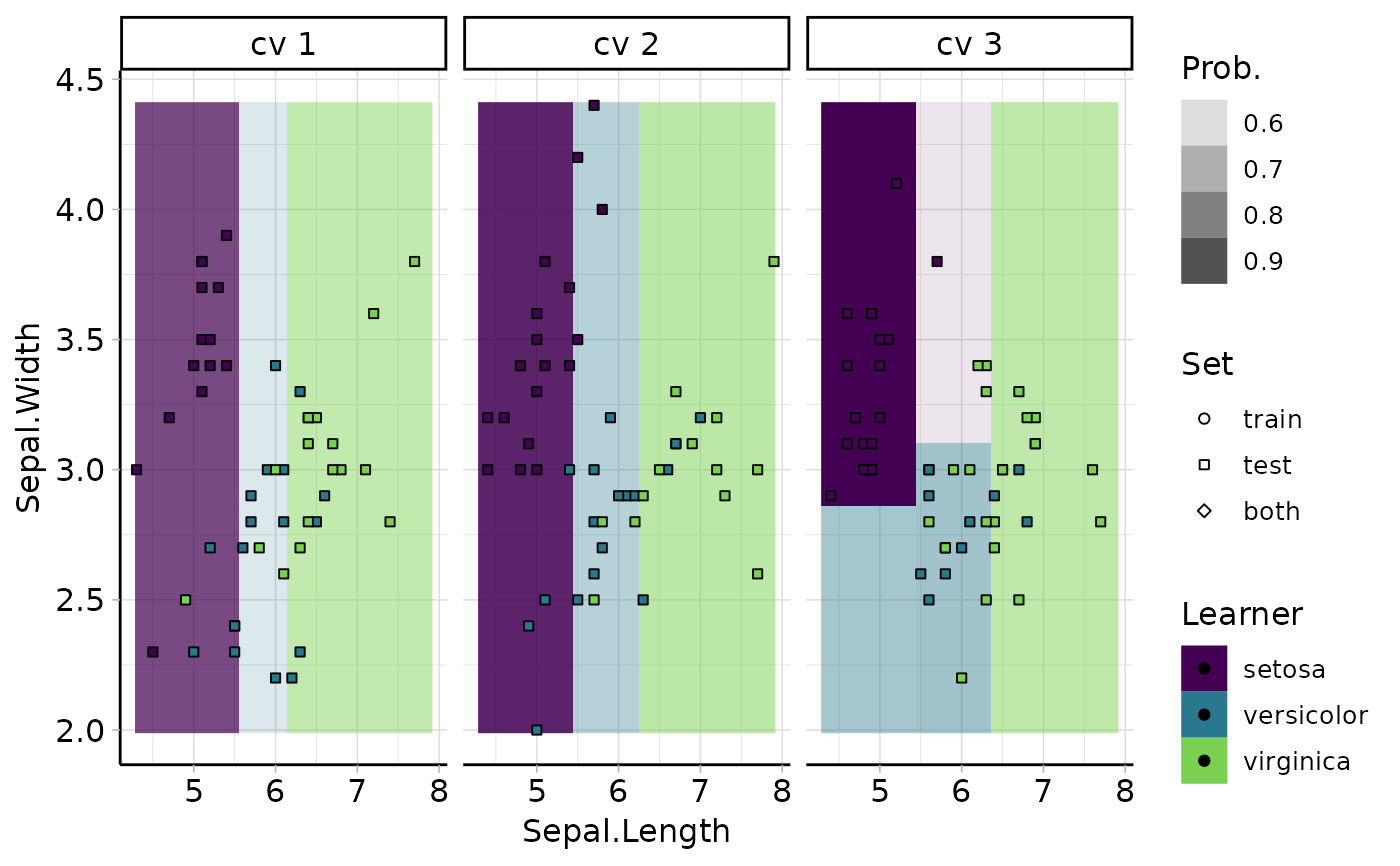 cv 1
cv 2
cv 3
4.5
4.0
3.5
3.0
2.5
2.0
Sepal.Width
5 6 7 8
5 6 7 8
5 6 7 8
Sepal.Length
Prob.
0.6
0.7
0.8
0.9
Set
train
test
both
Learner
setosa
versicolor
virginica